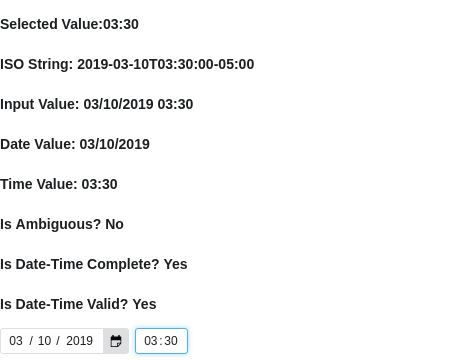 Selected Value:03:30
ISO String: 2019-03-10T03:30:00-05:00
Input Value: 03/10/2019 03:30
Date Value: 03/10/2019
Time Value: 03:30
Is Ambiguous? No
Is Date-Time Complete? Yes
Is Date-Time Valid? Yes
03 / 10 / 2019 03:30